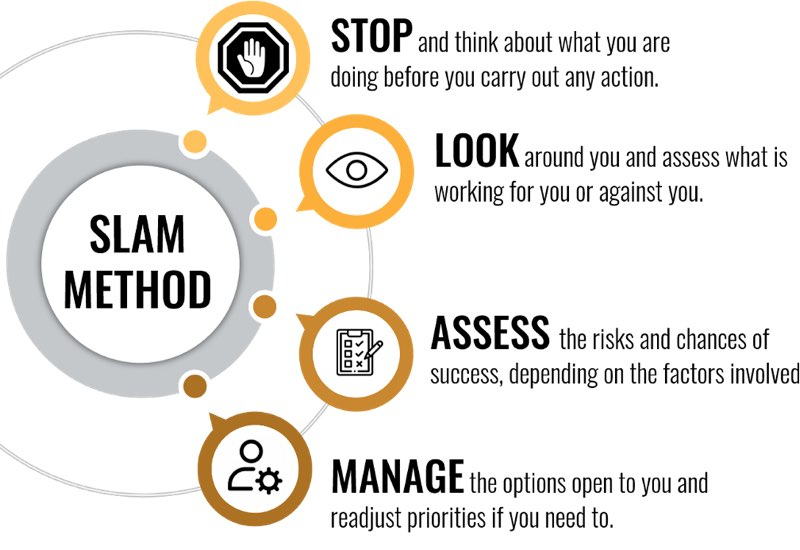 STOP and think about what you are
doing before you carry out any action.
LOOK around you and assess what is
working for you or against you.
SLAM
METHOD
ASSESS the risks and chances of
success, depending on the factors involved
MANAGE the options open to you and
readjust priorities if you need to.